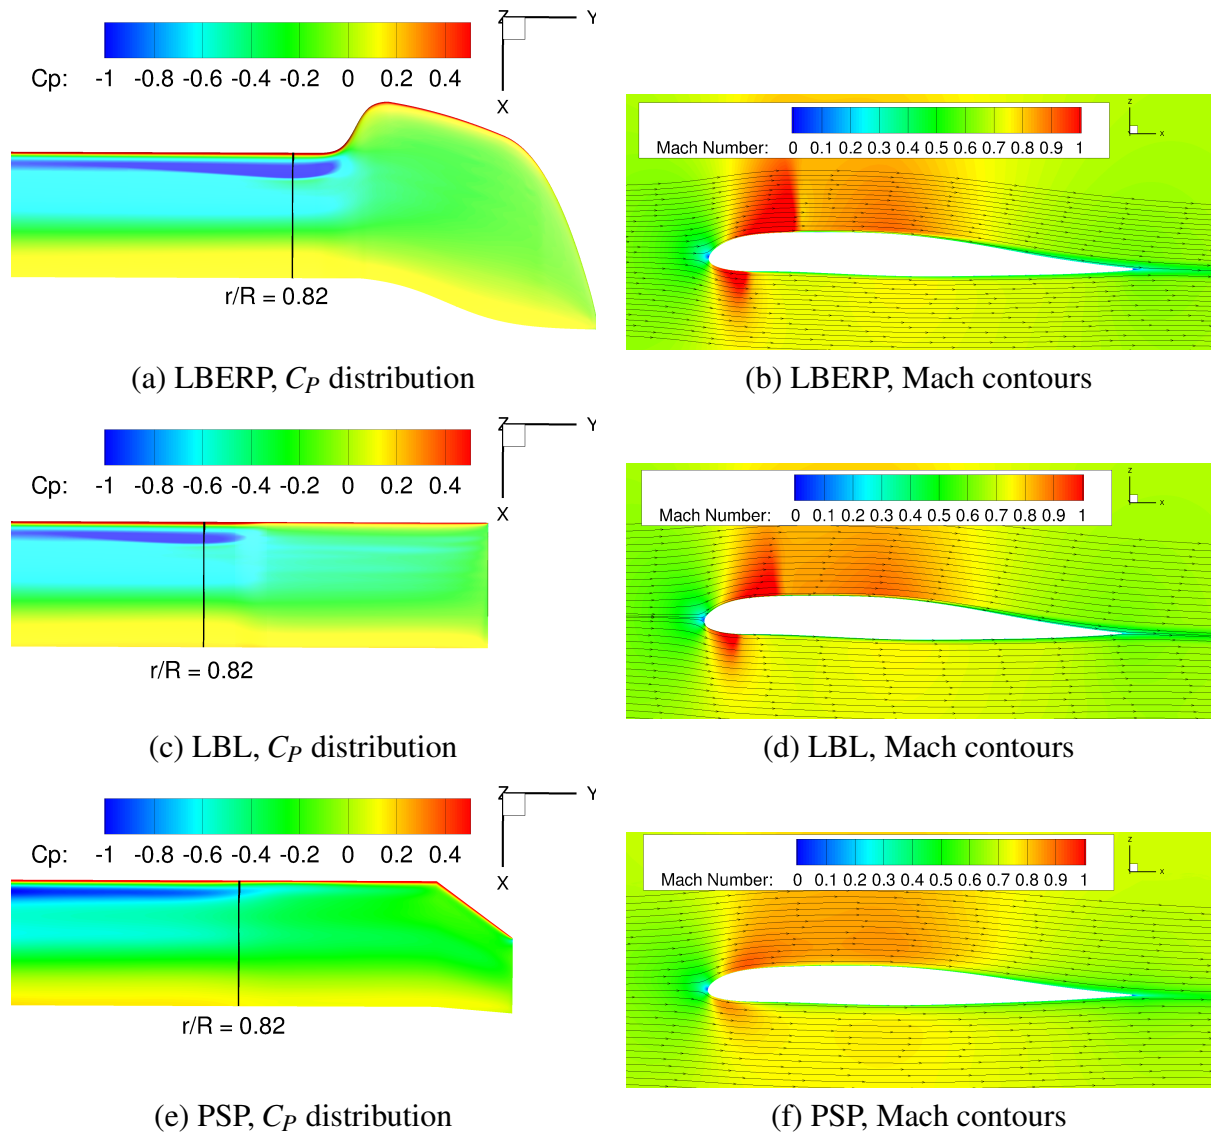 Z Y
Cp: -1 -0.8 -0.6 -0.4 -0.2 0 0.2 0.4
X
r/R = 0.82
(a) LBERP, C_P distribution
z
x
Mach Number: 0 0.1 0.2 0.3 0.4 0.5 0.6 0.7 0.8 0.9 1
(b) LBERP, Mach contours
Z Y
Cp: -1 -0.8 -0.6 -0.4 -0.2 0 0.2 0.4
X
r/R = 0.82
(c) LBL, C_P distribution
z
x
Mach Number: 0 0.1 0.2 0.3 0.4 0.5 0.6 0.7 0.8 0.9 1
(d) LBL, Mach contours
Z Y
Cp: -1 -0.8 -0.6 -0.4 -0.2 0 0.2 0.4
X
r/R = 0.82
(e) PSP, C_P distribution
z
x
Mach Number: 0 0.1 0.2 0.3 0.4 0.5 0.6 0.7 0.8 0.9 1
(f) PSP, Mach contours